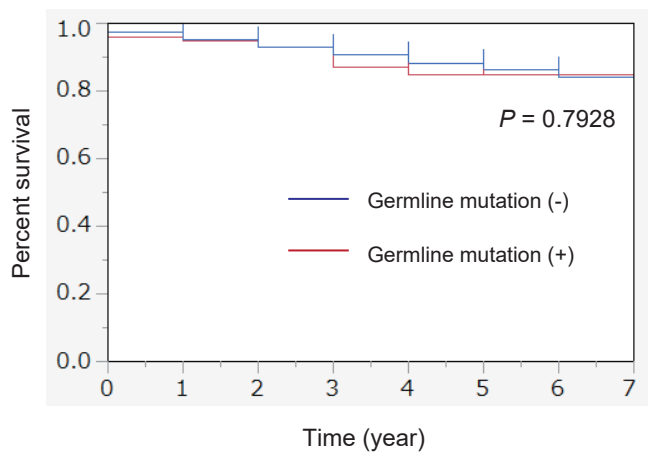 1.0
0.8
0.6
0.4
0.2
0.0
Percent survival
P = 0.7928
Germline mutation (-)
Germline mutation (+)
0 1 2 3 4 5 6 7
Time (year)